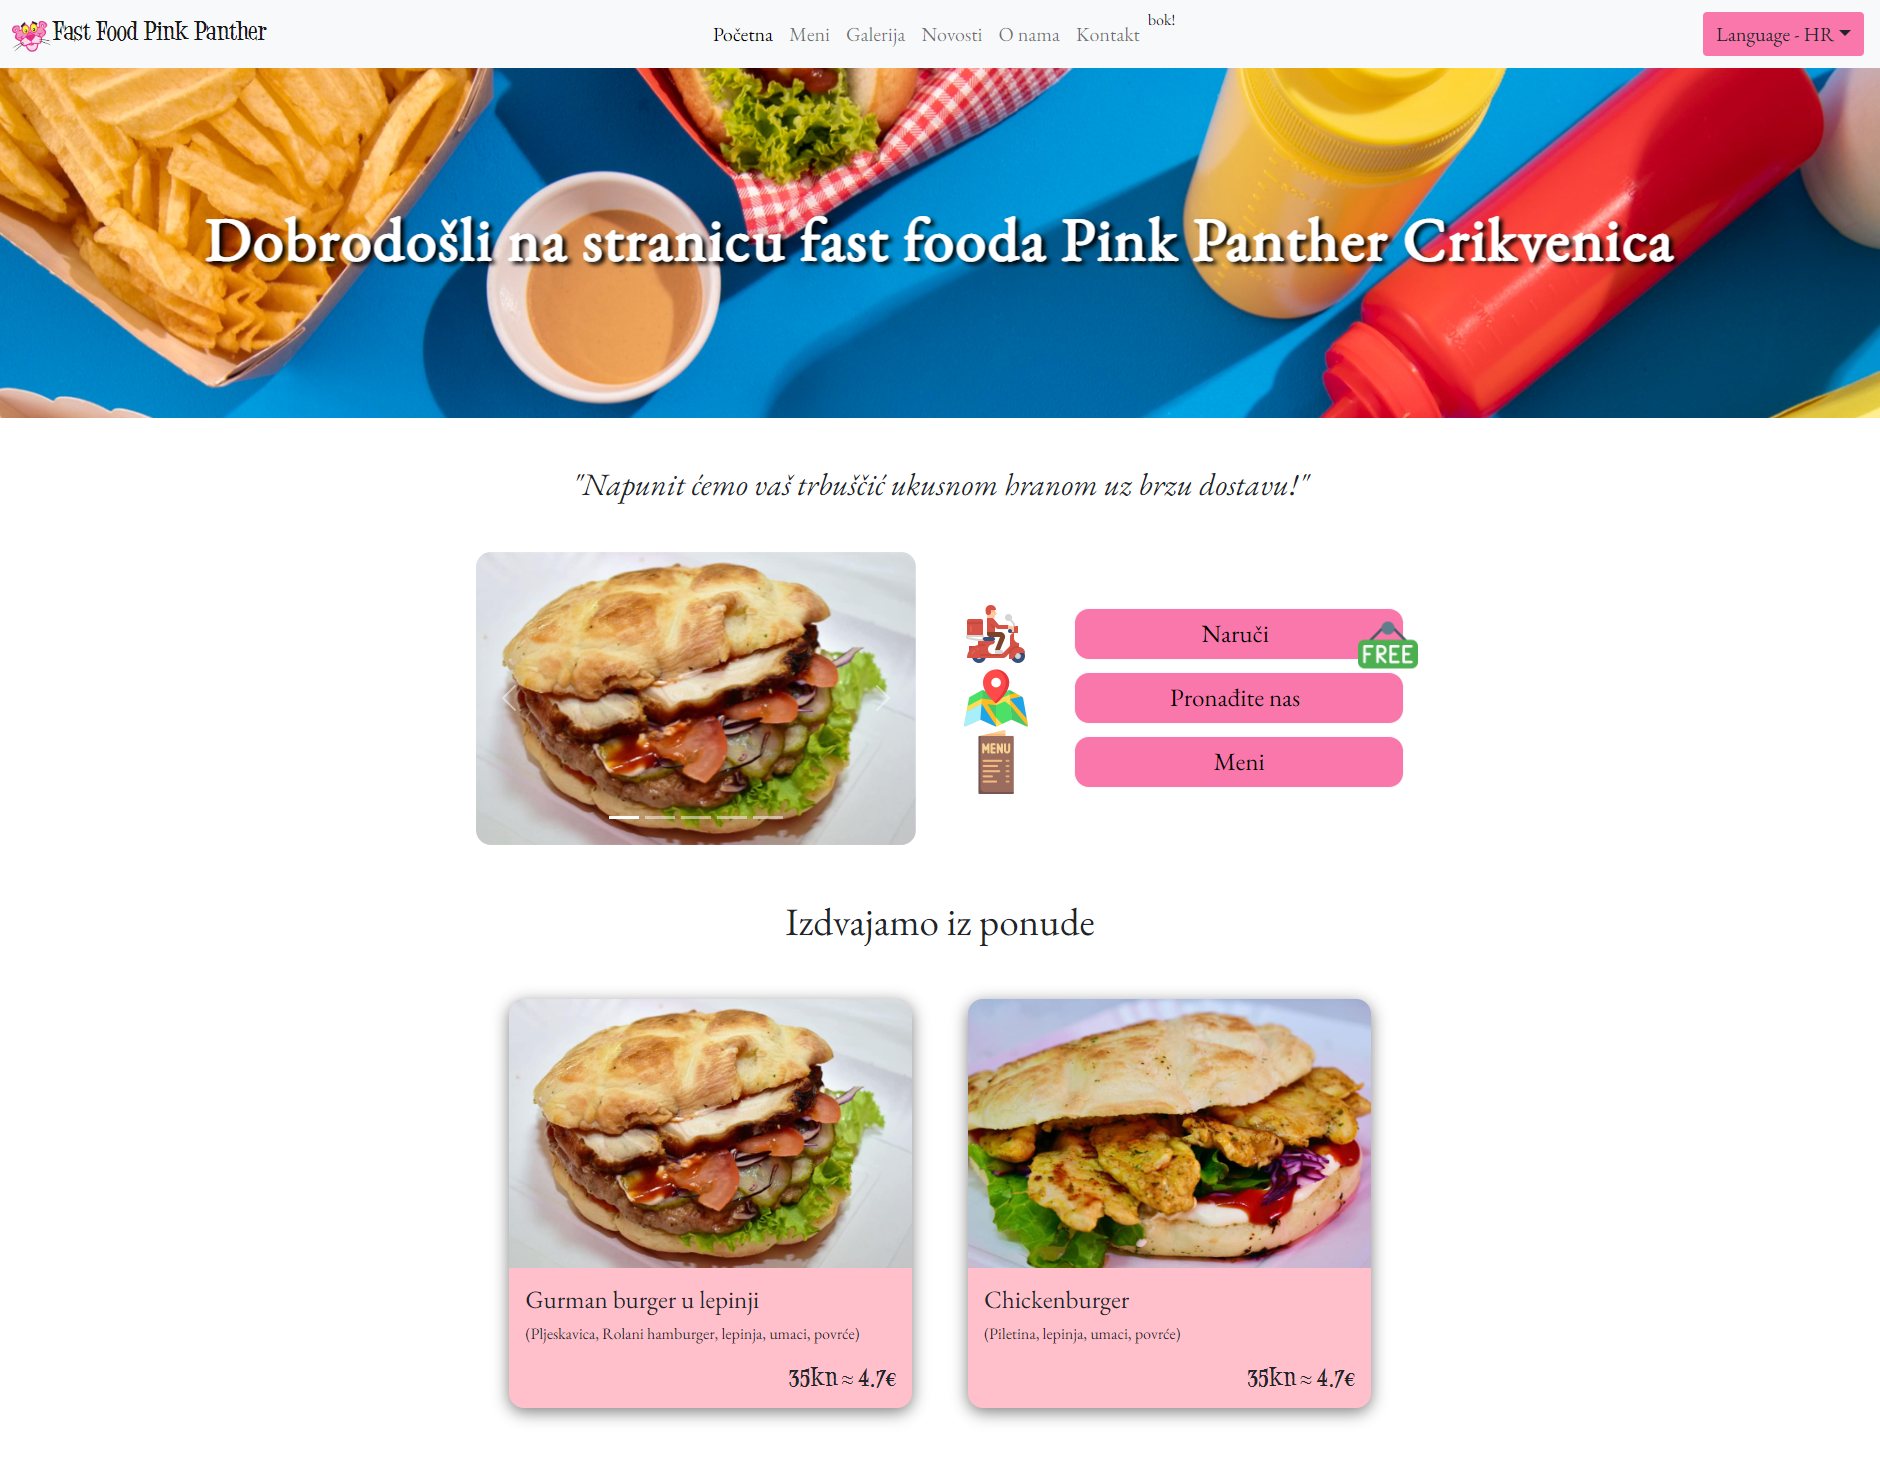 Fast Food Pink Panther
Početna Meni Galerija Novosti O nama Kontakt bok!
Language - HR
Dobrodošli na stranicu fast fooda Pink Panther Crikvenica
"Napunit ćemo vaš trbuščić ukusnom hranom uz brzu dostavu!"
Naruči
FREE
Pronađite nas
MENU
Meni
Izdvajamo iz ponude
Gurman burger u lepinji
(Pljeskavica, Rolani hamburger, lepinja, umaci, povrće)
35kn ≈ 4.7€
Chickenburger
(Piletina, lepinja, umaci, povrće)
35kn ≈ 4.7€